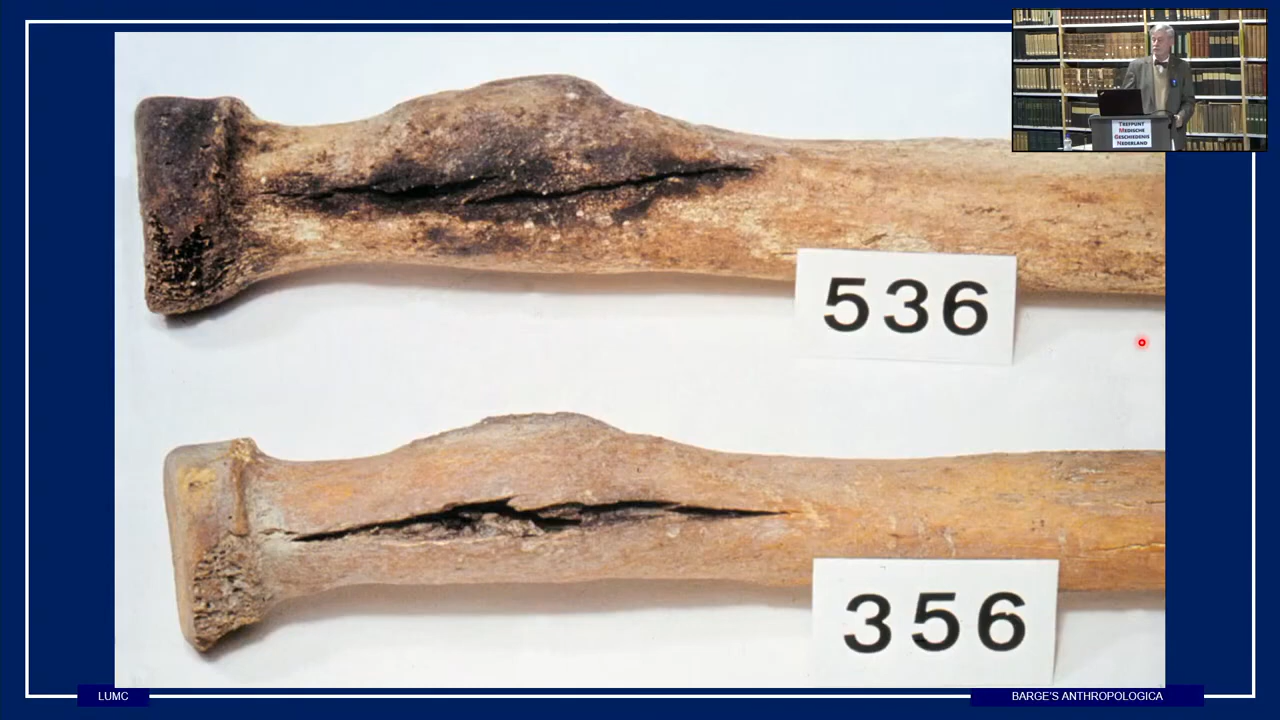 TREFPUNT
MEDISCHE
GESCHIEDENIS
NEDERLAND
536
356
LUMC
BARGE'S ANTHROPOLOGICA